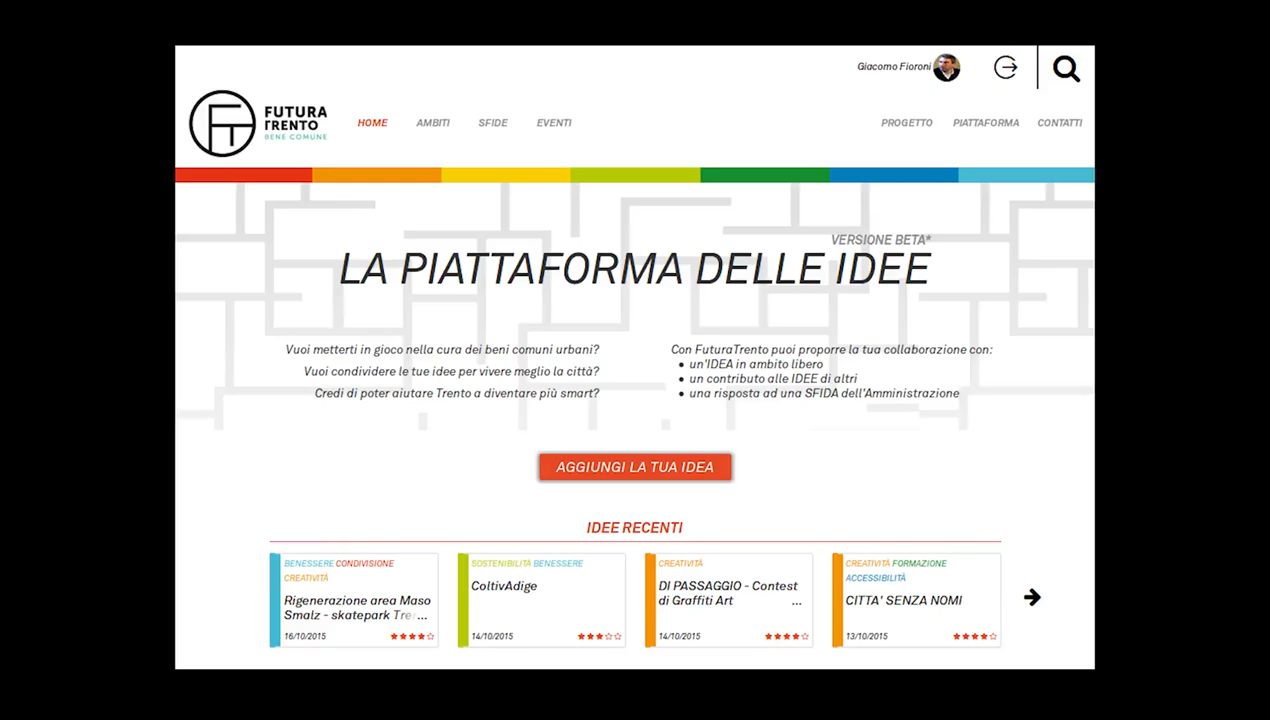 Giacomo Fioroni
FUTURA
TRENTO
BENE COMUNE
HOME AMBITI SFIDE EVENTI PROGETTO PIATTAFORMA CONTATTI
VERSIONE BETA*
LA PIATTAFORMA DELLE IDEE
Vuoi metterti in gioco nella cura dei beni comuni urbani?
Vuoi condividere le tue idee per vivere meglio la città?
Credi di poter aiutare Trento a diventare più smart?
Con FuturaTrento puoi proporre la tua collaborazione con:
• un'IDEA in ambito libero
• un contributo alle IDEE di altri
• una risposta ad una SFIDA dell'Amministrazione
AGGIUNGI LA TUA IDEA
IDEE RECENTI
BENESSERE CONDIVISIONE
CREATIVITÀ
Rigenerazione area Maso
Smalz - skatepark Tre...
16/10/2015
SOSTENIBILITÀ BENESSERE
ColtivAdige
14/10/2015
CREATIVITÀ
DI PASSAGGIO - Contest
di Graffiti Art ...
14/10/2015
CREATIVITÀ FORMAZIONE
ACCESSIBILITÀ
CITTA' SENZA NOMI
13/10/2015